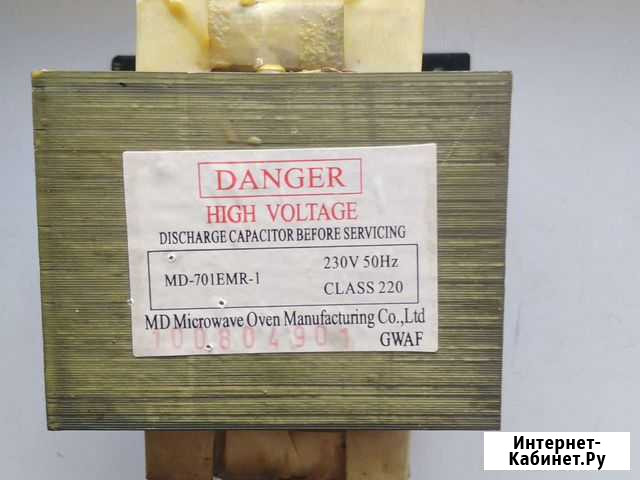 DANGER
HIGH VOLTAGE
DISCHARGE CAPACITOR BEFORE SERVICING
MD-701EMR-1
230V 50Hz
CLASS 220
MD Microwave Oven Manufacturing Co.,Ltd
100804901
GWAF
Интернет-
Кабинет.Ру